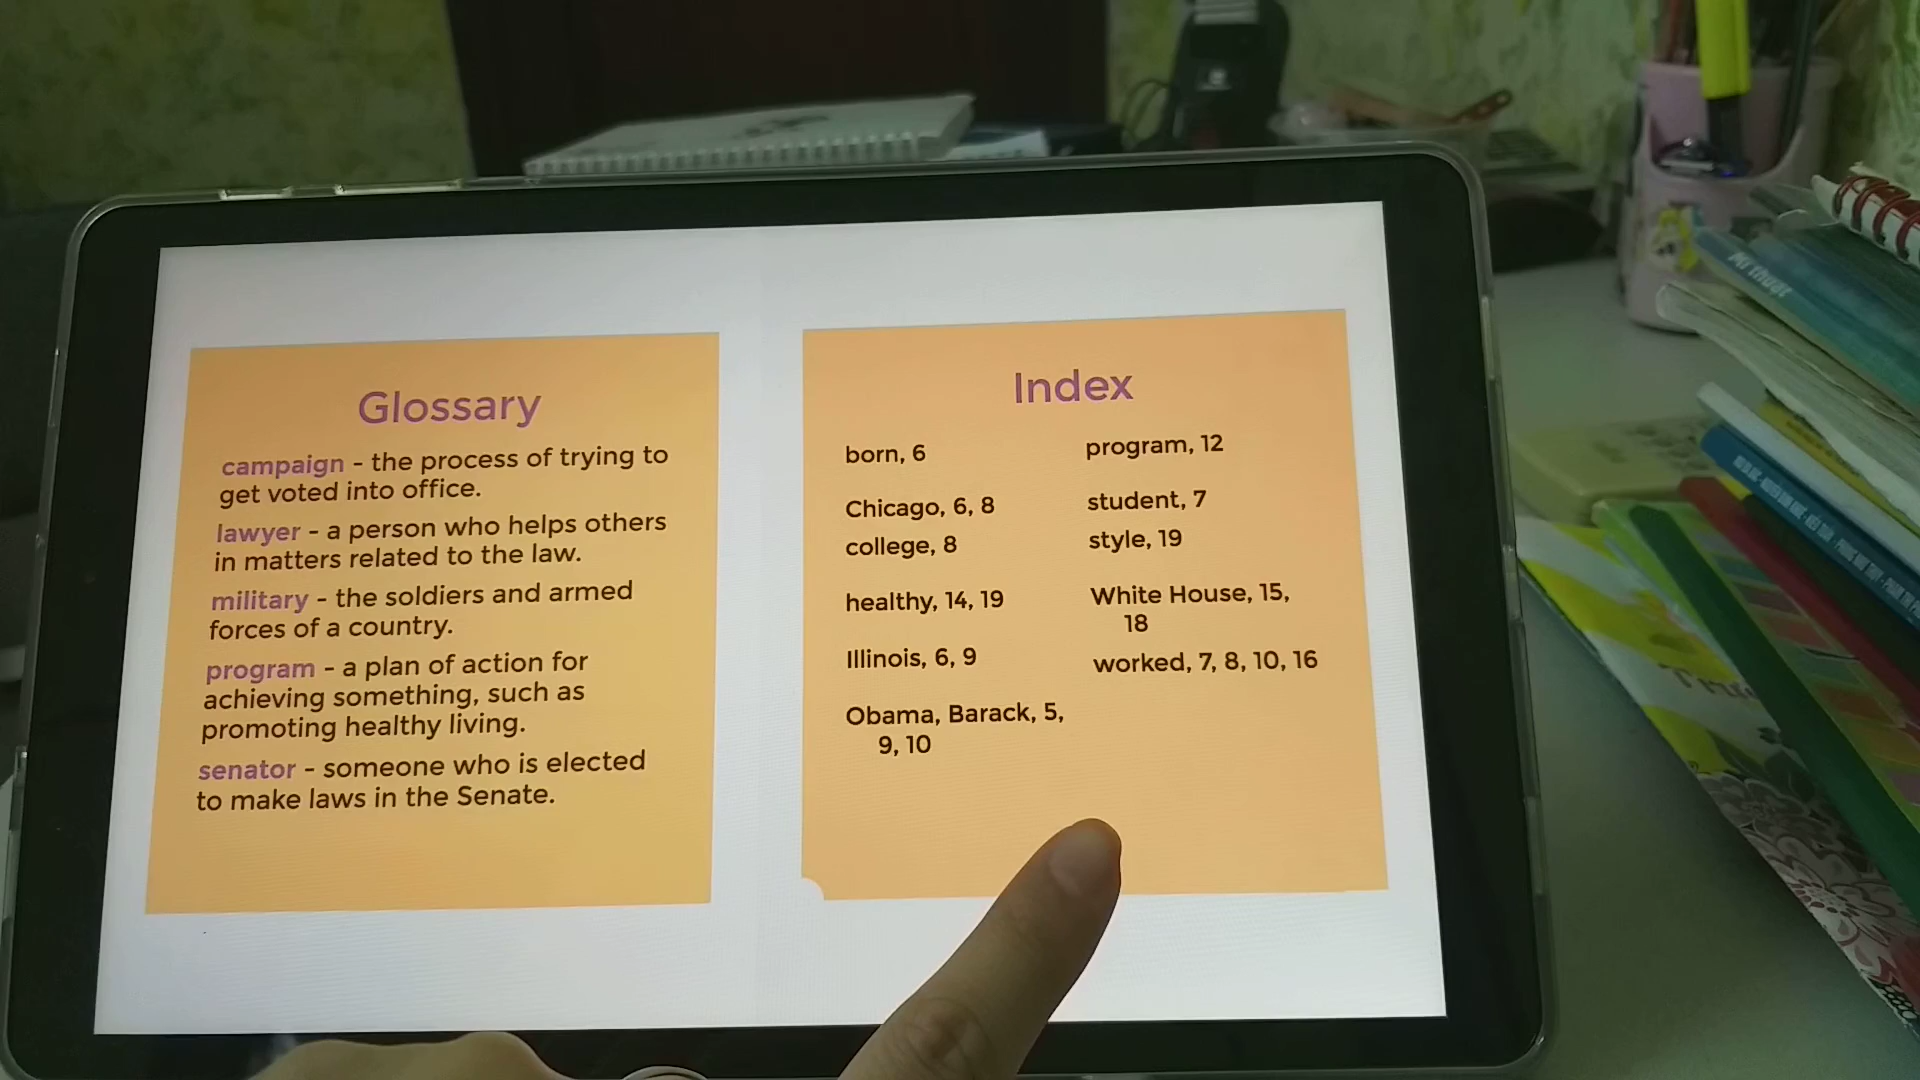 Glossary
campaign - the process of trying to
get voted into office.
lawyer - a person who helps others
in matters related to the law.
military - the soldiers and armed
forces of a country.
program - a plan of action for
achieving something, such as
promoting healthy living.
senator - someone who is elected
to make laws in the Senate.
Index
born, 6
Chicago, 6, 8
college, 8
healthy, 14, 19
Illinois, 6, 9
Obama, Barack, 5,
9, 10
program, 12
student, 7
style, 19
White House, 15,
18
worked, 7, 8, 10, 16
Mĩ thuật